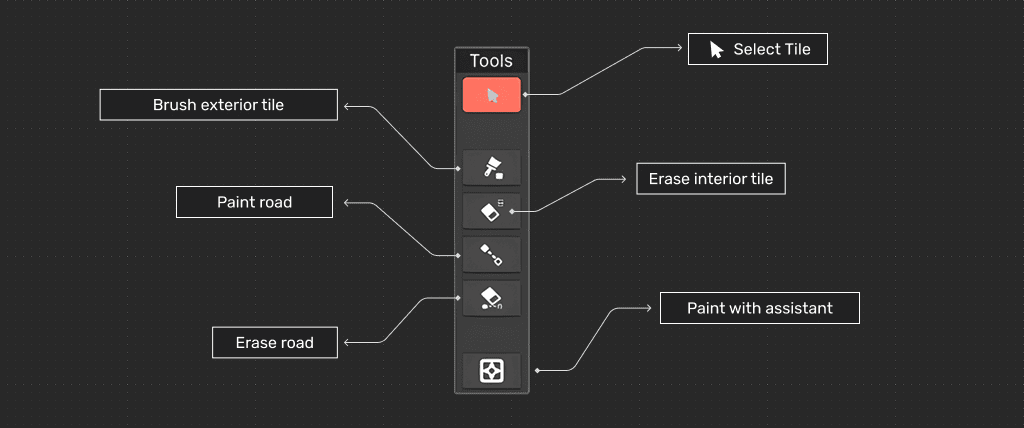 Tools
Select Tile
Brush exterior tile
Erase interior tile
Paint road
Paint with assistant
Erase road